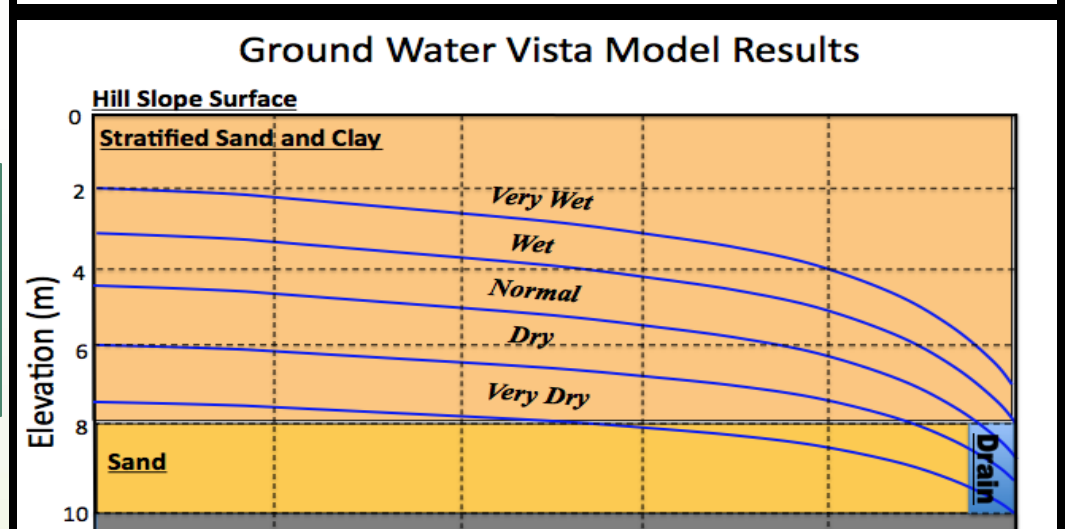 Ground Water Vista Model Results
Hill Slope Surface
0
Stratified Sand and Clay
2
Very Wet
Wet
4
Normal
Dry
6
Very Dry
8
Sand
Drain
10
Elevation (m)